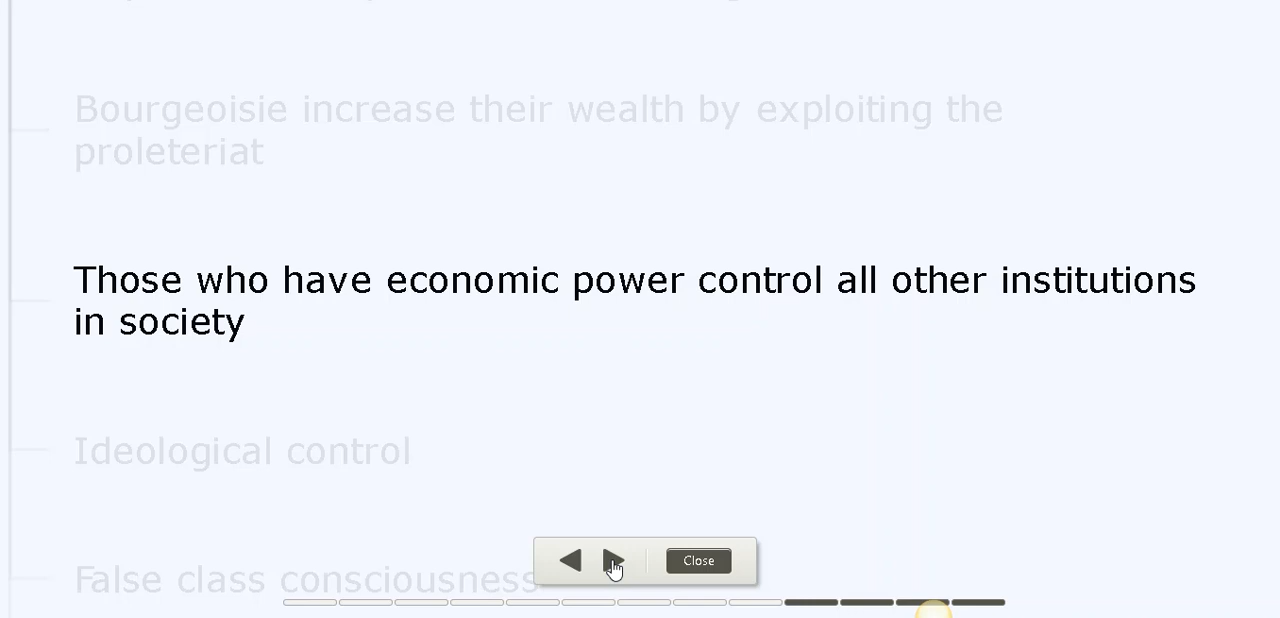 Bourgeoisie increase their wealth by exploiting the
proleteriat
Those who have economic power control all other institutions
in society
Ideological control
Close
False class consciousness